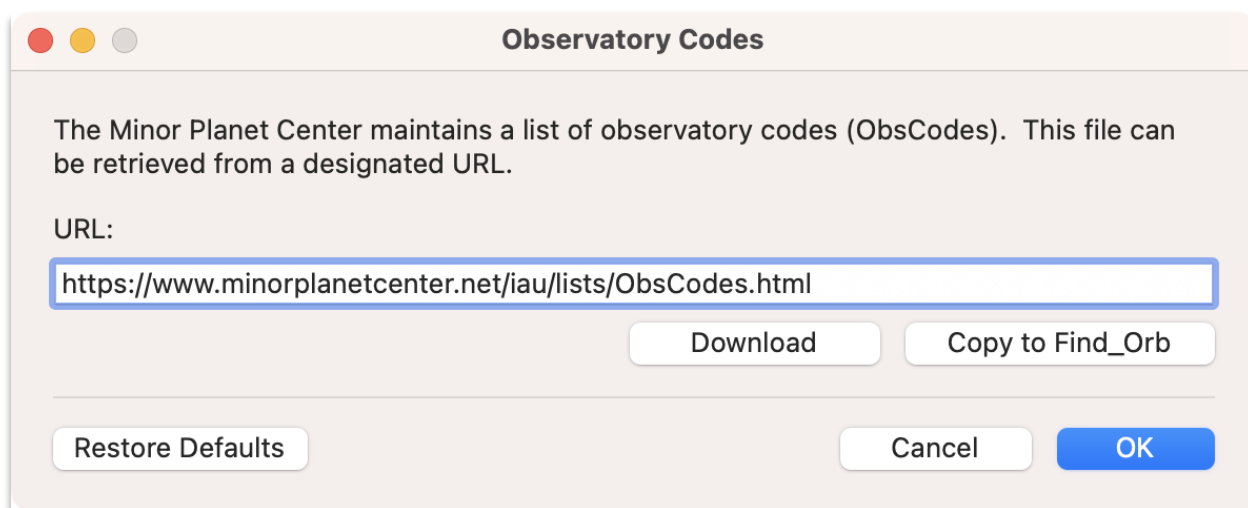 Observatory Codes
The Minor Planet Center maintains a list of observatory codes (ObsCodes).  This file can
be retrieved from a designated URL.
URL:
https://www.minorplanetcenter.net/iau/lists/ObsCodes.html
Download
Copy to Find_Orb
Restore Defaults
Cancel
OK